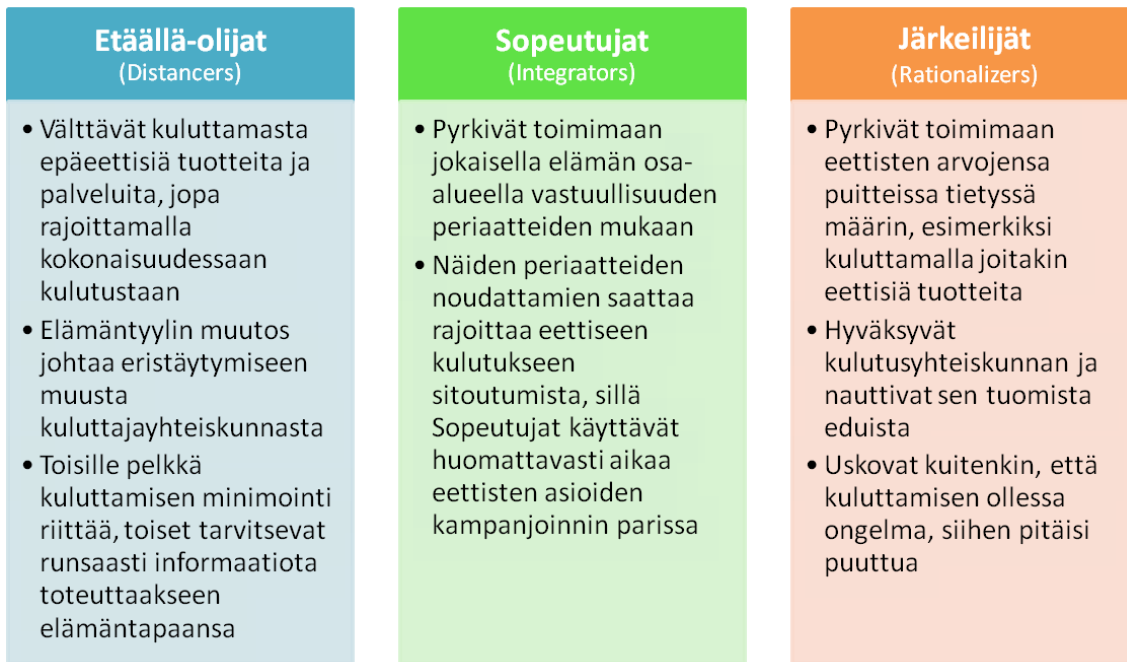 Etäällä-olijat
(Distancers)
• Välttävät kuluttamasta
epäeettisiä tuotteita ja
palveluita, jopa
rajoittamalla
kokonaisuudessaan
kulutustaan
• Elämäntyylin muutos
johtaa eristäytymiseen
muusta
kuluttajayhteiskunnasta
• Toisille pelkkä
kuluttamisen minimointi
riittää, toiset tarvitsevat
runsaasti informaatiota
toteuttaakseen
elämäntapaansa
Sopeutujat
(Integrators)
• Pyrkivät toimimaan
jokaisella elämän osa-
alueella vastuullisuuden
periaatteiden mukaan
• Näiden periaatteiden
noudattamien saattaa
rajoittaa eettiseen
kulutukseen
sitoutumista, sillä
Sopeutujat käyttävät
huomattavasti aikaa
eettisten asioiden
kampanjoinnin parissa
Järkeilijät
(Rationalizers)
• Pyrkivät toimimaan
eettisten arvojensa
puitteissa tietyssä
määrin, esimerkiksi
kuluttamalla joitakin
eettisiä tuotteita
• Hyväksyvät
kulutusyhteiskunnan ja
nauttivat sen tuomista
eduista
• Uskovat kuitenkin, että
kuluttamisen ollessa
ongelma, siihen pitäisi
puuttua